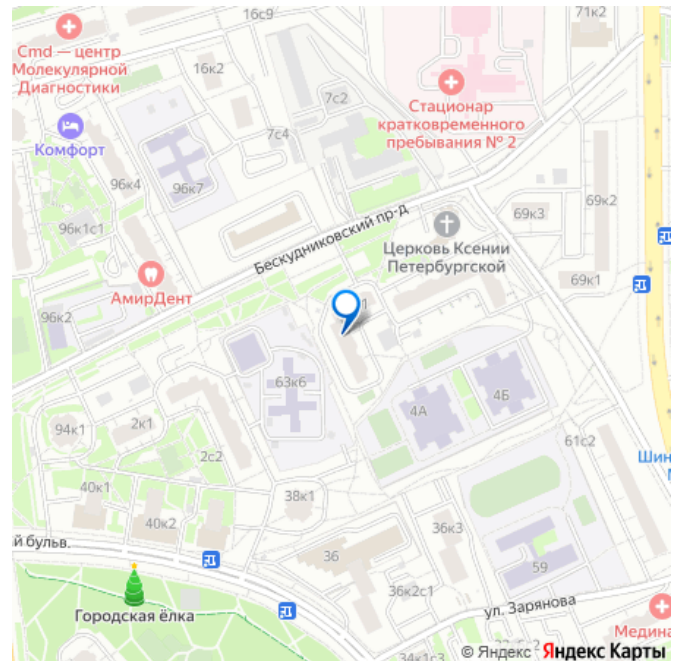 16с9
71к2
Cmd — центр
Молекулярной
Диагностики
16к2
7с2
Стационар
кратковременного
пребывания № 2
7с4
Комфорт
96к4
96к7
69к2
69к3
96к1с1
Бескудниковский пр-д
Церковь Ксении
Петербургской
АмирДент
69к1
96к2
1
63к6
4А
4Б
94к1
2к1
2с2
61с2
Шин
40к1
38к1
40к2
36к3
й бульв.
36
59
36к2с1
Городская ёлка
ул. Зарянова
Медина
34к1с3
© Яндекс Яндекс Карты